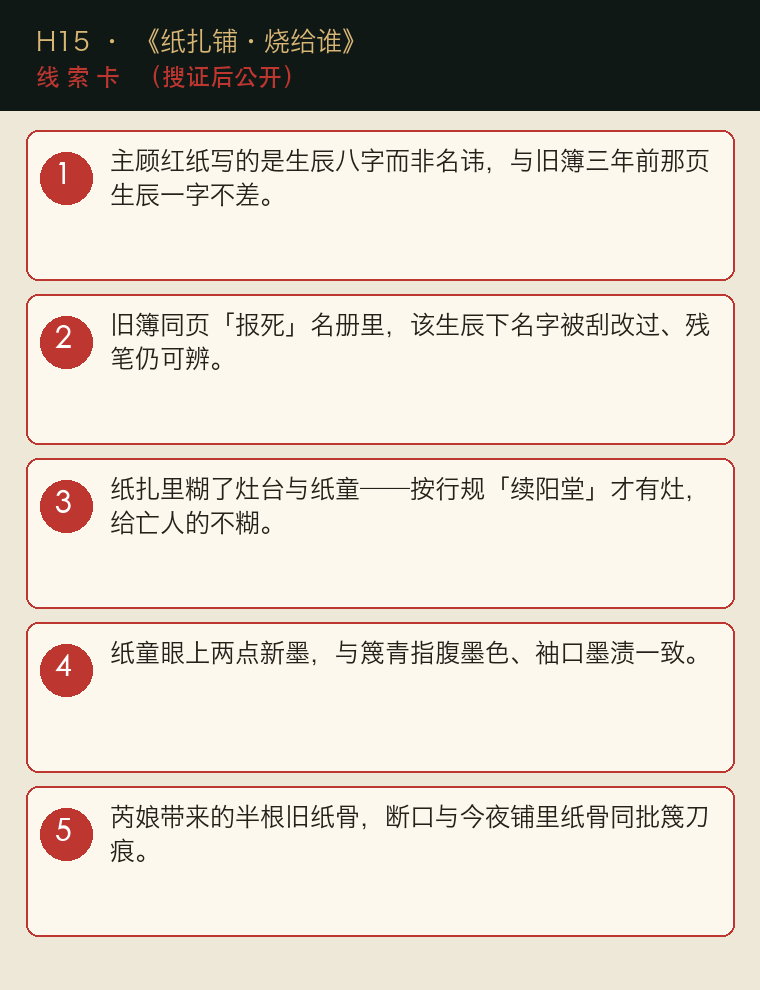 H15 · 《纸扎铺·烧给谁》
线索卡 （搜证后公开）
1
主顾红纸写的是生辰八字而非名讳，与旧簿三年前那页
生辰一字不差。
2
旧簿同页「报死」名册里，该生辰下名字被刮改过、残
笔仍可辨。
3
纸扎里糊了灶台与纸童——按行规「续阳堂」才有灶，
给亡人的不糊。
4
纸童眼上两点新墨，与篾青指腹墨色、袖口墨渍一致。
5
芮娘带来的半根旧纸骨，断口与今夜铺里纸骨同批篾刀
痕。